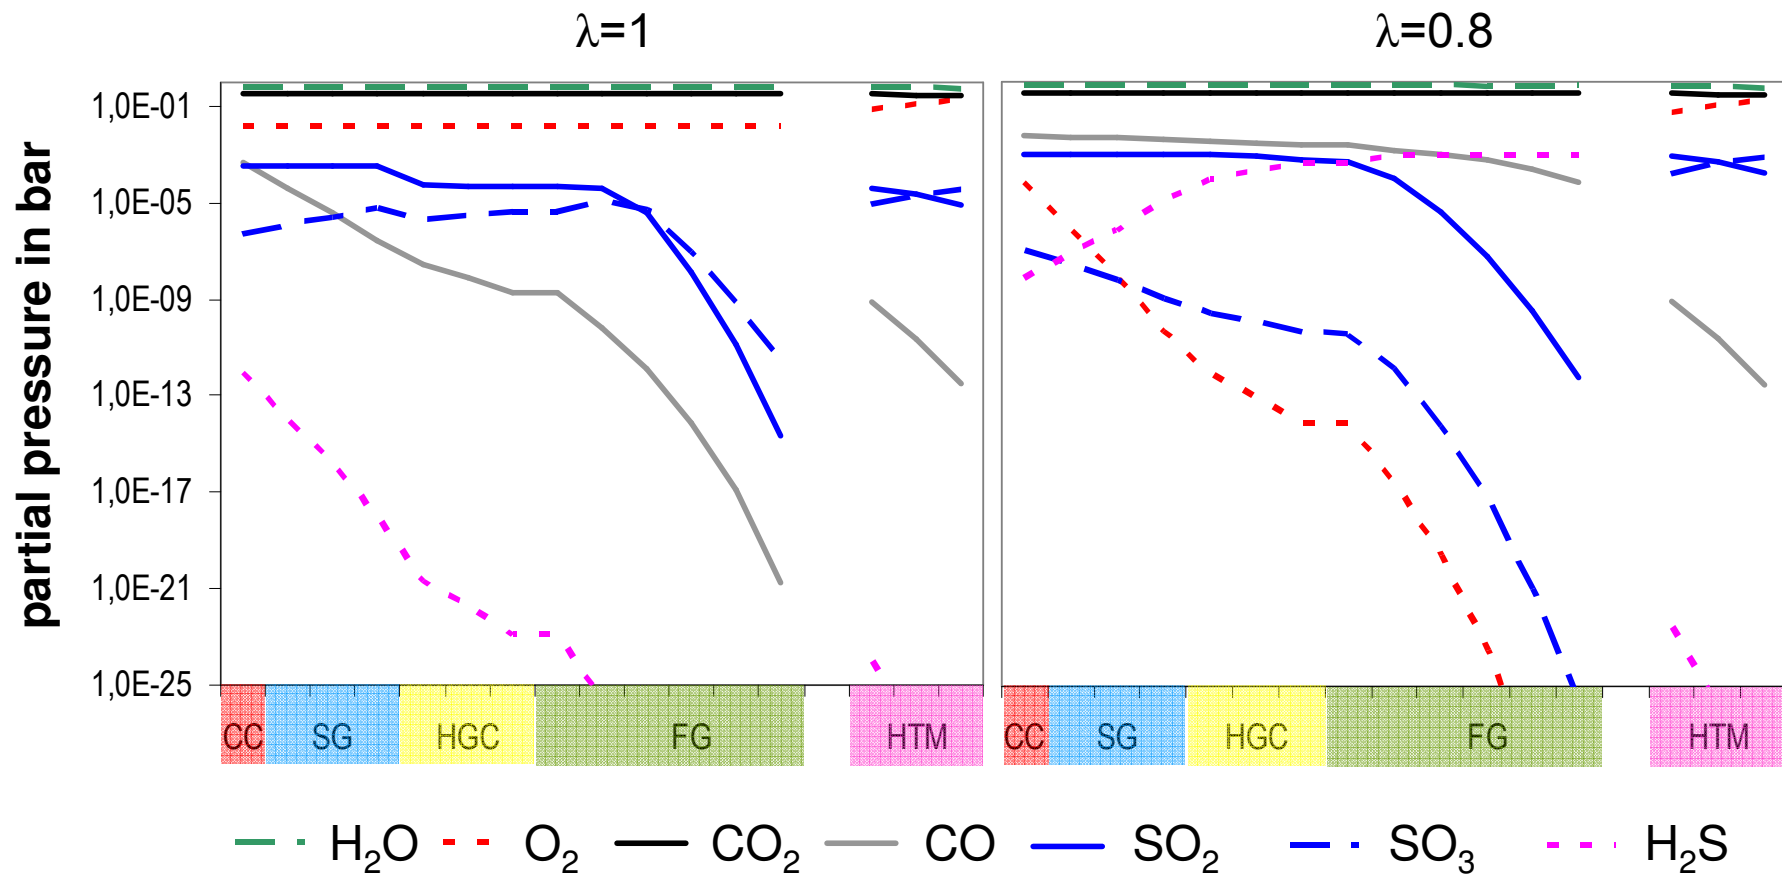 λ=1
λ=0.8
partial pressure in bar
1,0E-01
1,0E-05
1,0E-09
1,0E-13
1,0E-17
1,0E-21
1,0E-25
CC SG HGC FG HTM
CC SG HGC FG HTM
H₂O O₂ CO₂ CO SO₂ SO₃ H₂S